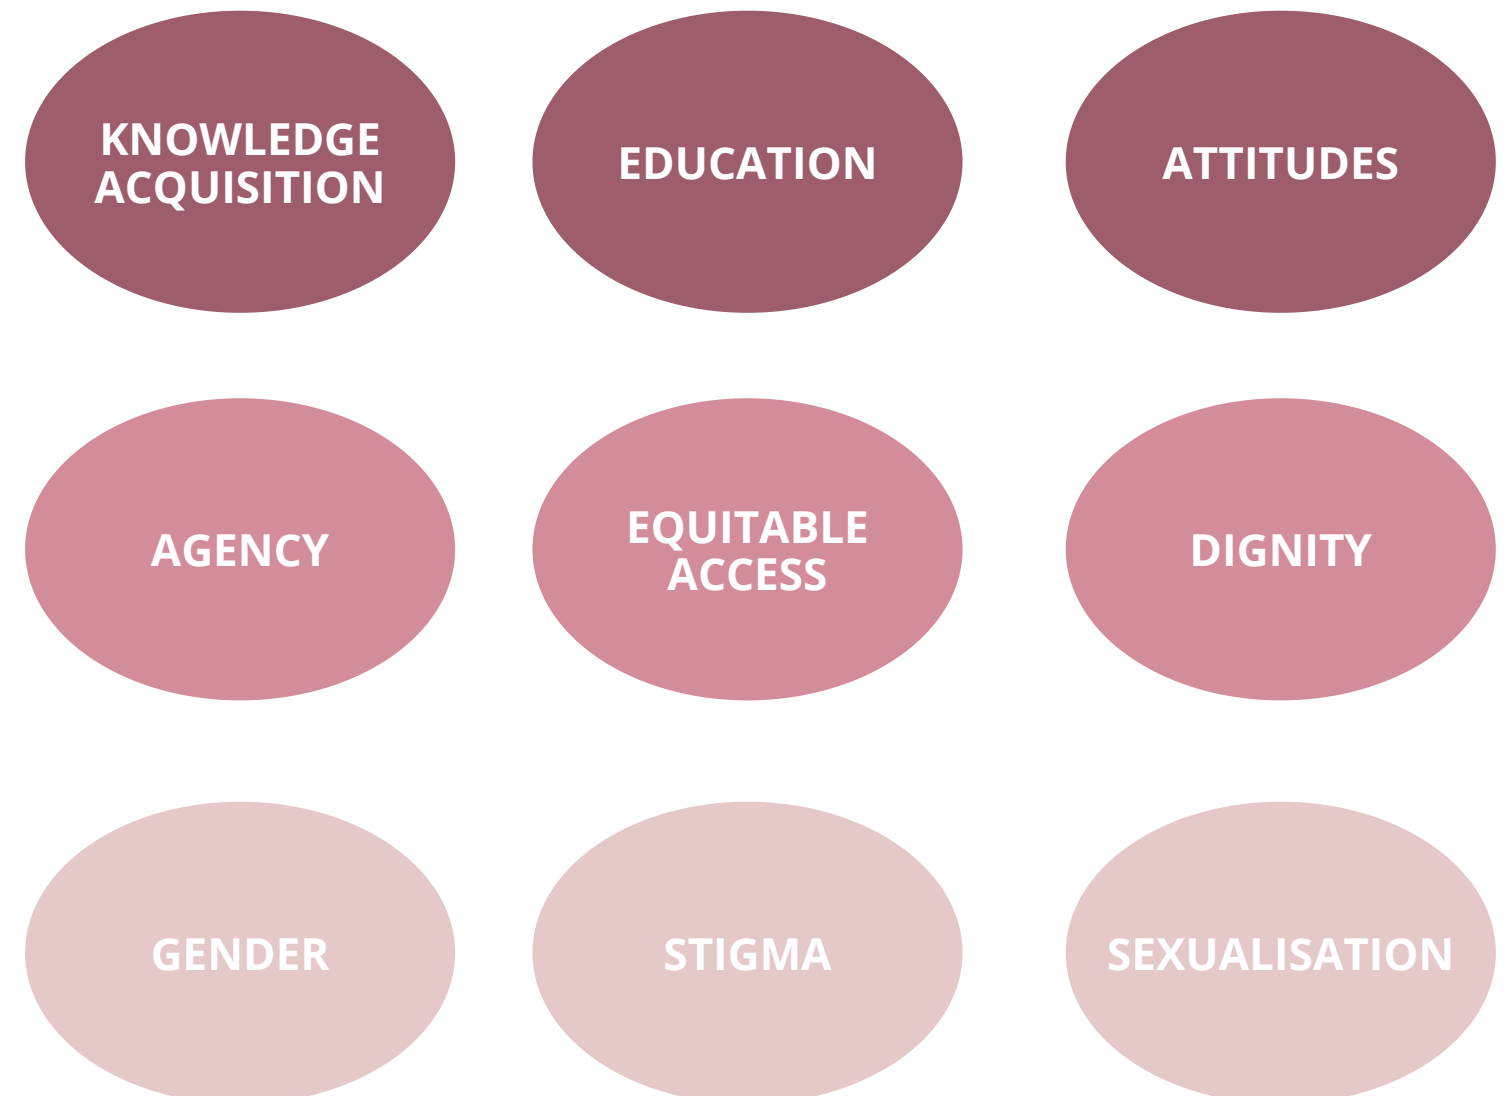 KNOWLEDGE
ACQUISITION
EDUCATION
ATTITUDES
AGENCY
EQUITABLE
ACCESS
DIGNITY
GENDER
STIGMA
SEXUALISATION